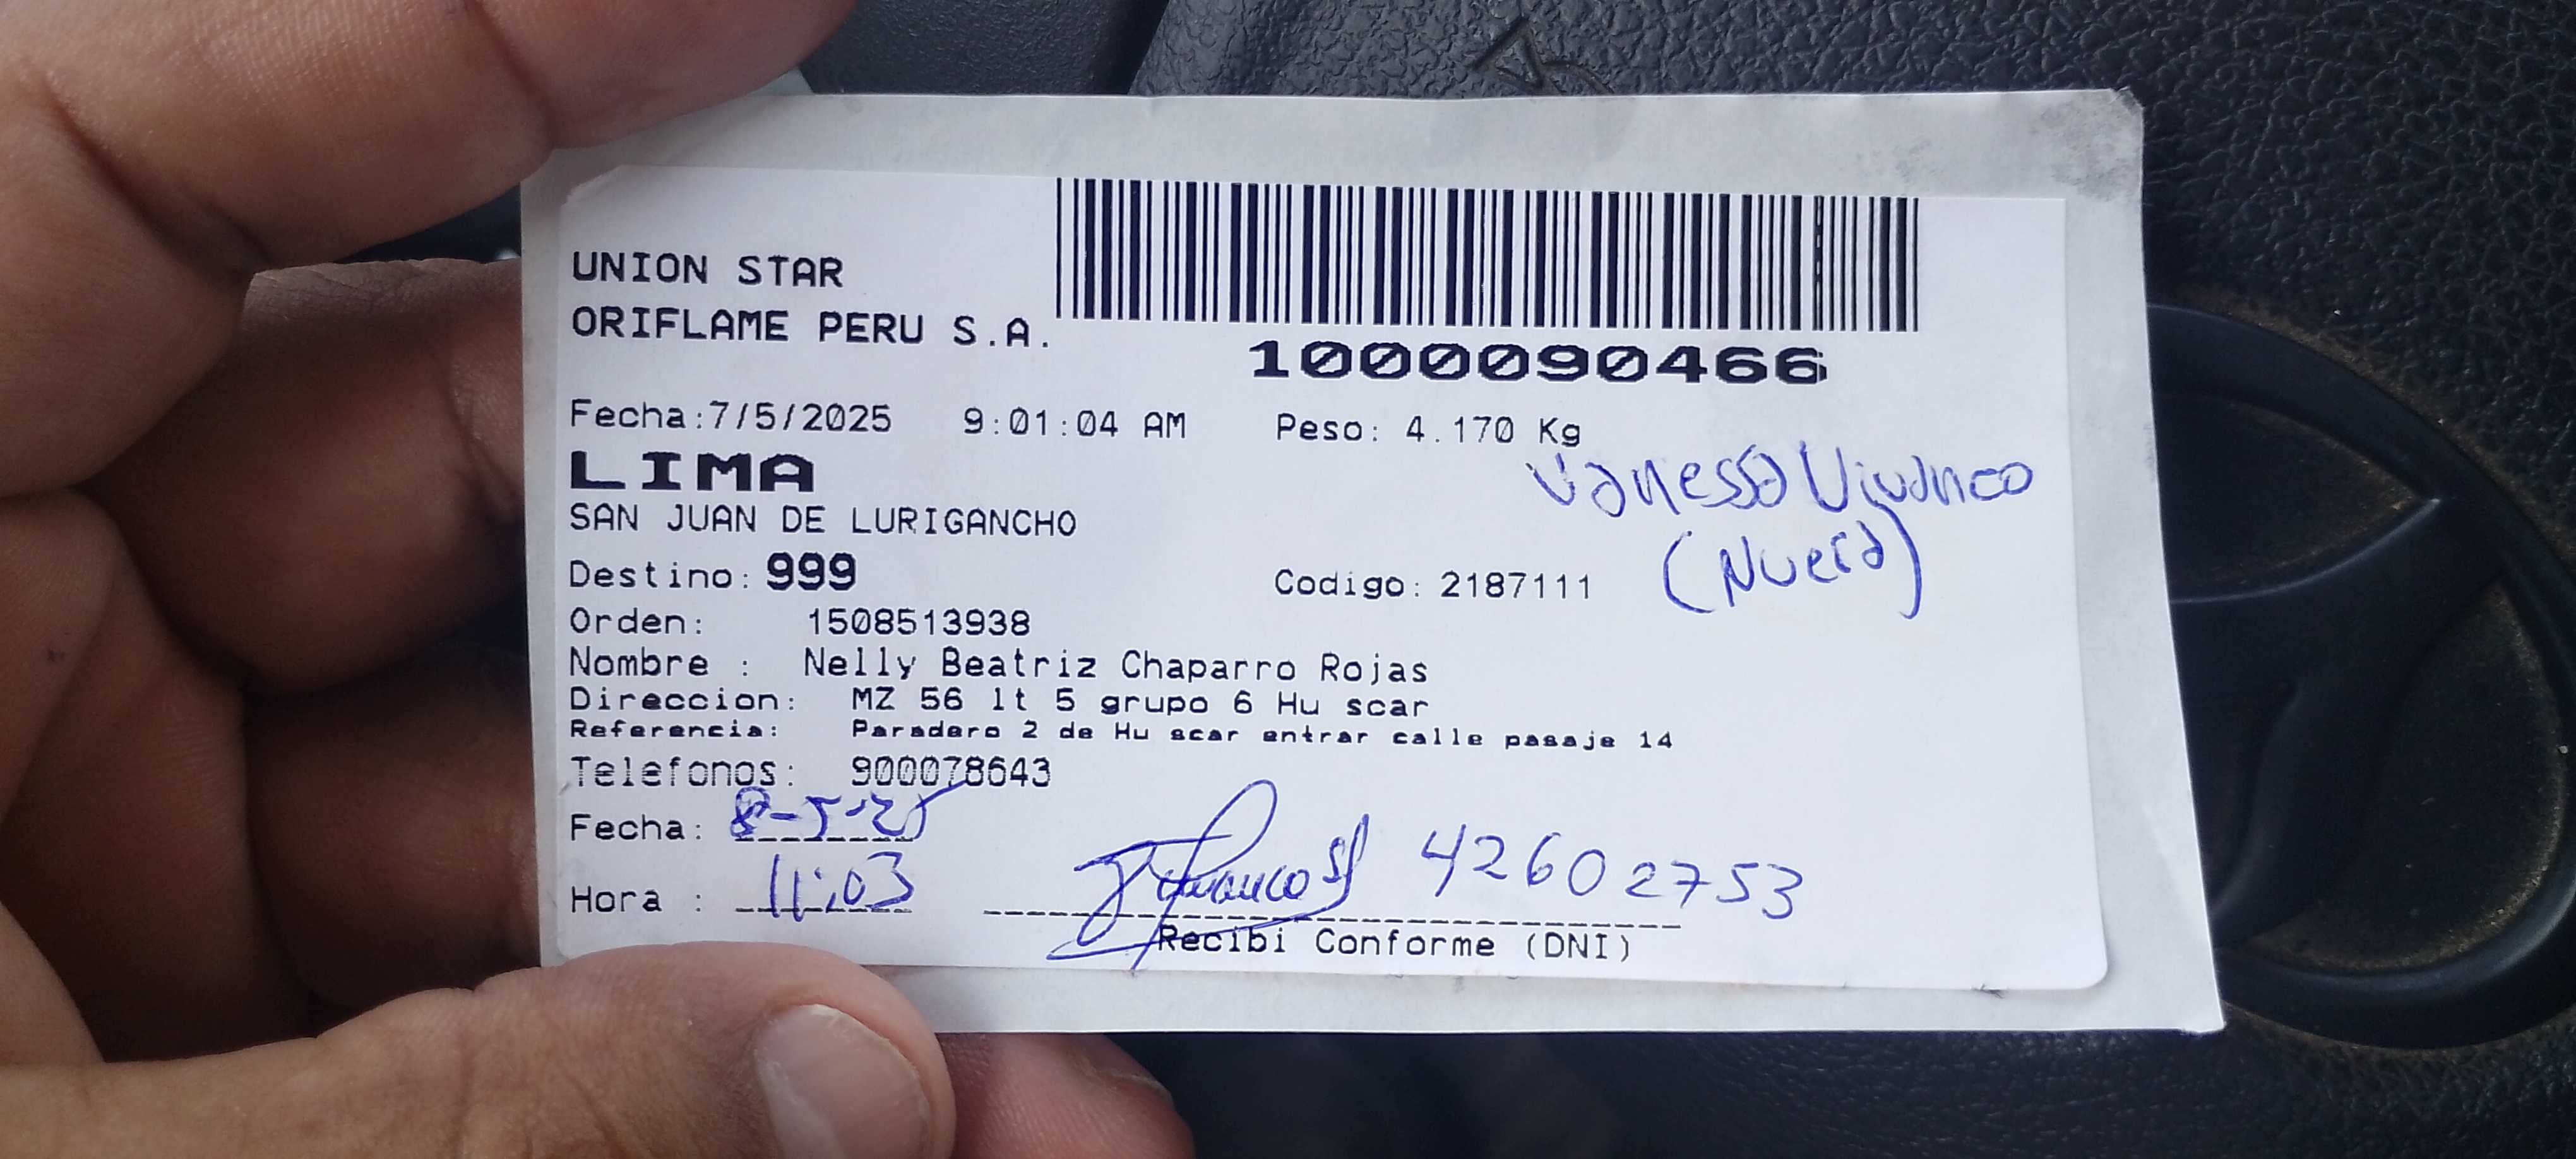 UNION STAR
ORIFLAME PERU S.A.
1000090466
Fecha:7/5/2025 9:01:04 AM Peso: 4.170 Kg
LIMA
Vanessa Vivanco
SAN JUAN DE LURIGANCHO
(Nuera)
Destino: 999 Codigo: 2187111
Orden: 1508513938
Nombre : Nelly Beatriz Chaparro Rojas
Direccion: MZ 56 lt 5 grupo 6 Hu scar
Referencia: Paradero 2 de Hu scar entrar calle pasaje 14
Telefonos: 900078643
Fecha: 8-5-25
Hora : 11:03 42602753
Recibi Conforme (DNI)